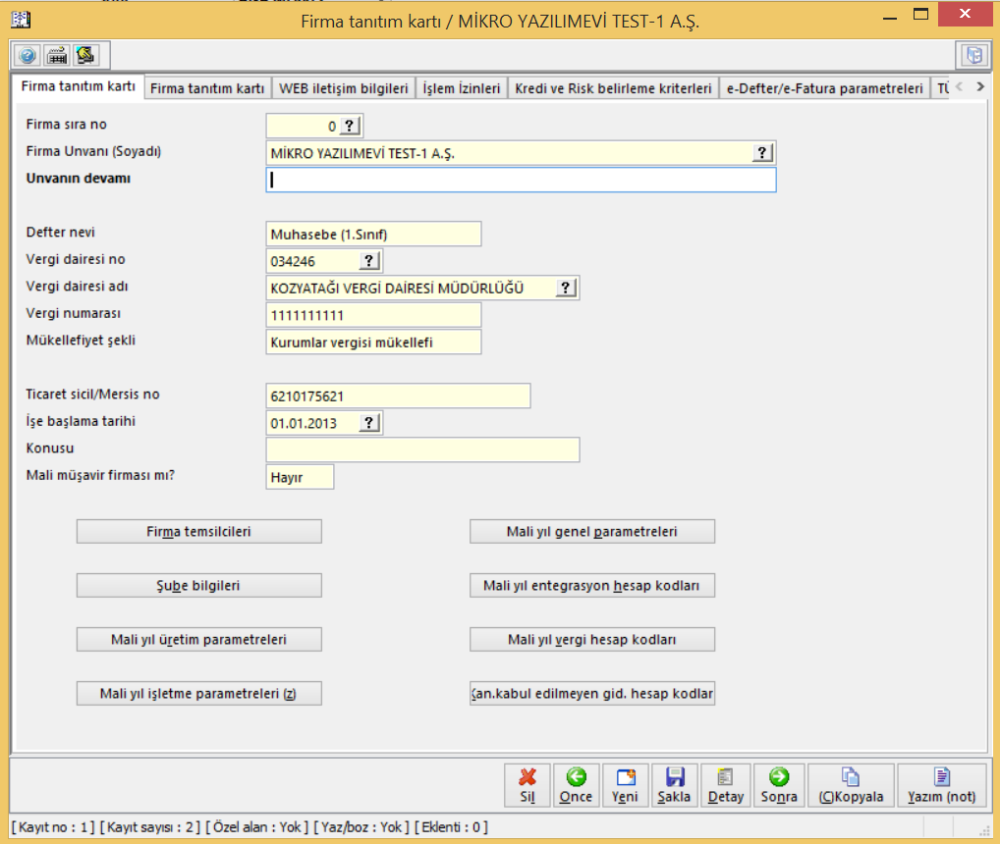 Firma tanıtım kartı / MİKRO YAZILIMEVİ TEST-1 A.Ş.
Firma tanıtım kartı Firma tanıtım kartı WEB iletişim bilgileri İşlem İzinleri Kredi ve Risk belirleme kriterleri e-Defter/e-Fatura parametreleri
Firma sıra no 0 ?
Firma Unvanı (Soyadı) MİKRO YAZILIMEVİ TEST-1 A.Ş. ?
Unvanın devamı
Defter nevi Muhasebe (1.Sınıf)
Vergi dairesi no 034246 ?
Vergi dairesi adı KOZYATAĞI VERGİ DAİRESİ MÜDÜRLÜĞÜ ?
Vergi numarası 1111111111
Mükellefiyet şekli Kurumlar vergisi mükellefi
Ticaret sicil/Mersis no 6210175621
İşe başlama tarihi 01.01.2013 ?
Konusu
Mali müşavir firması mı? Hayır
Firma temsilcileri Mali yıl genel parametreleri
Şube bilgileri Mali yıl entegrasyon hesap kodları
Mali yıl üretim parametreleri Mali yıl vergi hesap kodları
Mali yıl işletme parametreleri (z) an.kabul edilmeyen gid. hesap kodlar
Sil Önce Yeni Sakla Detay Sonra (C)Kopyala Yazım (not)
[ Kayıt no : 1 ] [ Kayıt sayısı : 2 ] [ Özel alan : Yok ] [ Yaz/boz : Yok ] [ Eklenti : 0 ]